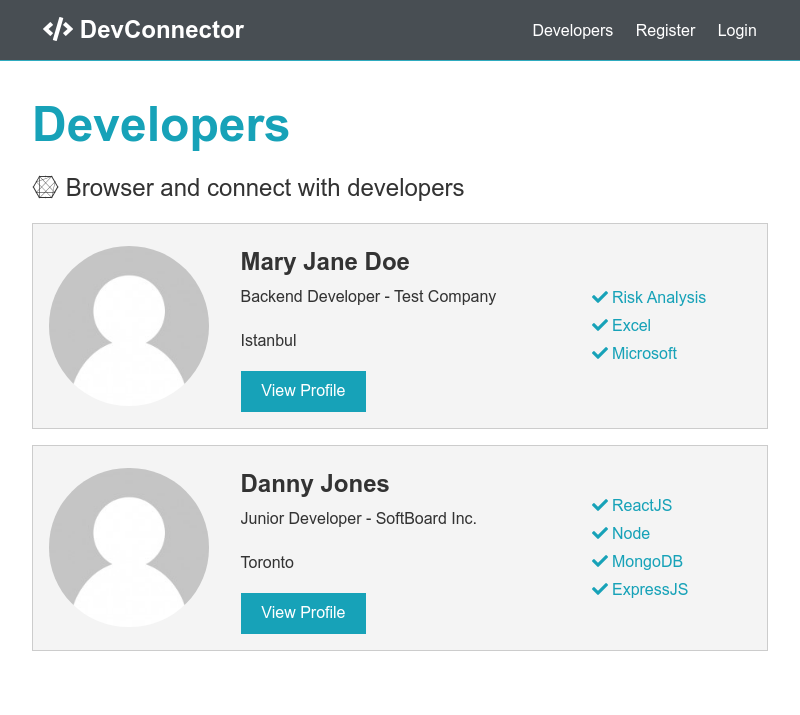 DevConnector
Developers Register Login
Developers
Browser and connect with developers
Mary Jane Doe
Backend Developer - Test Company
Istanbul
View Profile
Risk Analysis
Excel
Microsoft
Danny Jones
Junior Developer - SoftBoard Inc.
Toronto
View Profile
ReactJS
Node
MongoDB
ExpressJS